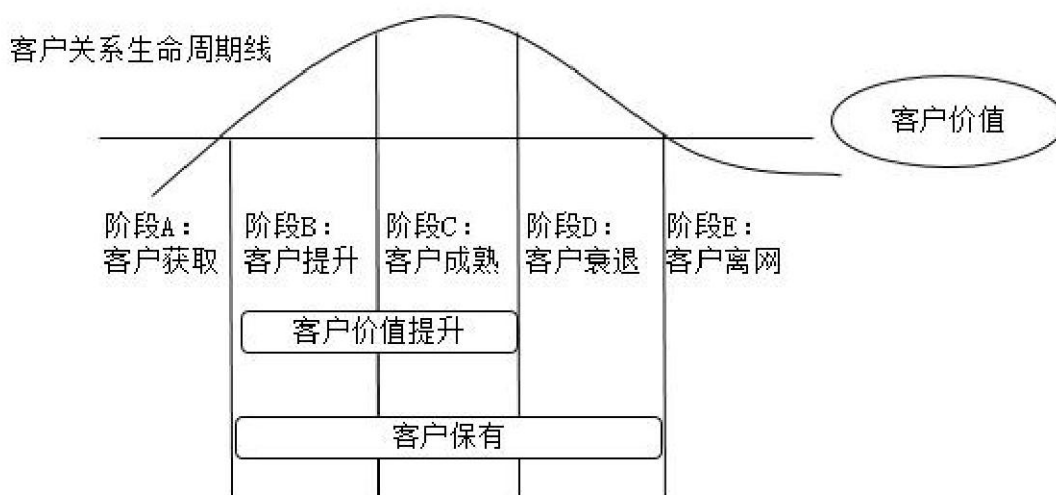 客户关系生命周期线
客户价值
阶段A：
客户获取
阶段B：
客户提升
阶段C：
客户成熟
阶段D：
客户衰退
阶段E：
客户离网
客户价值提升
客户保有